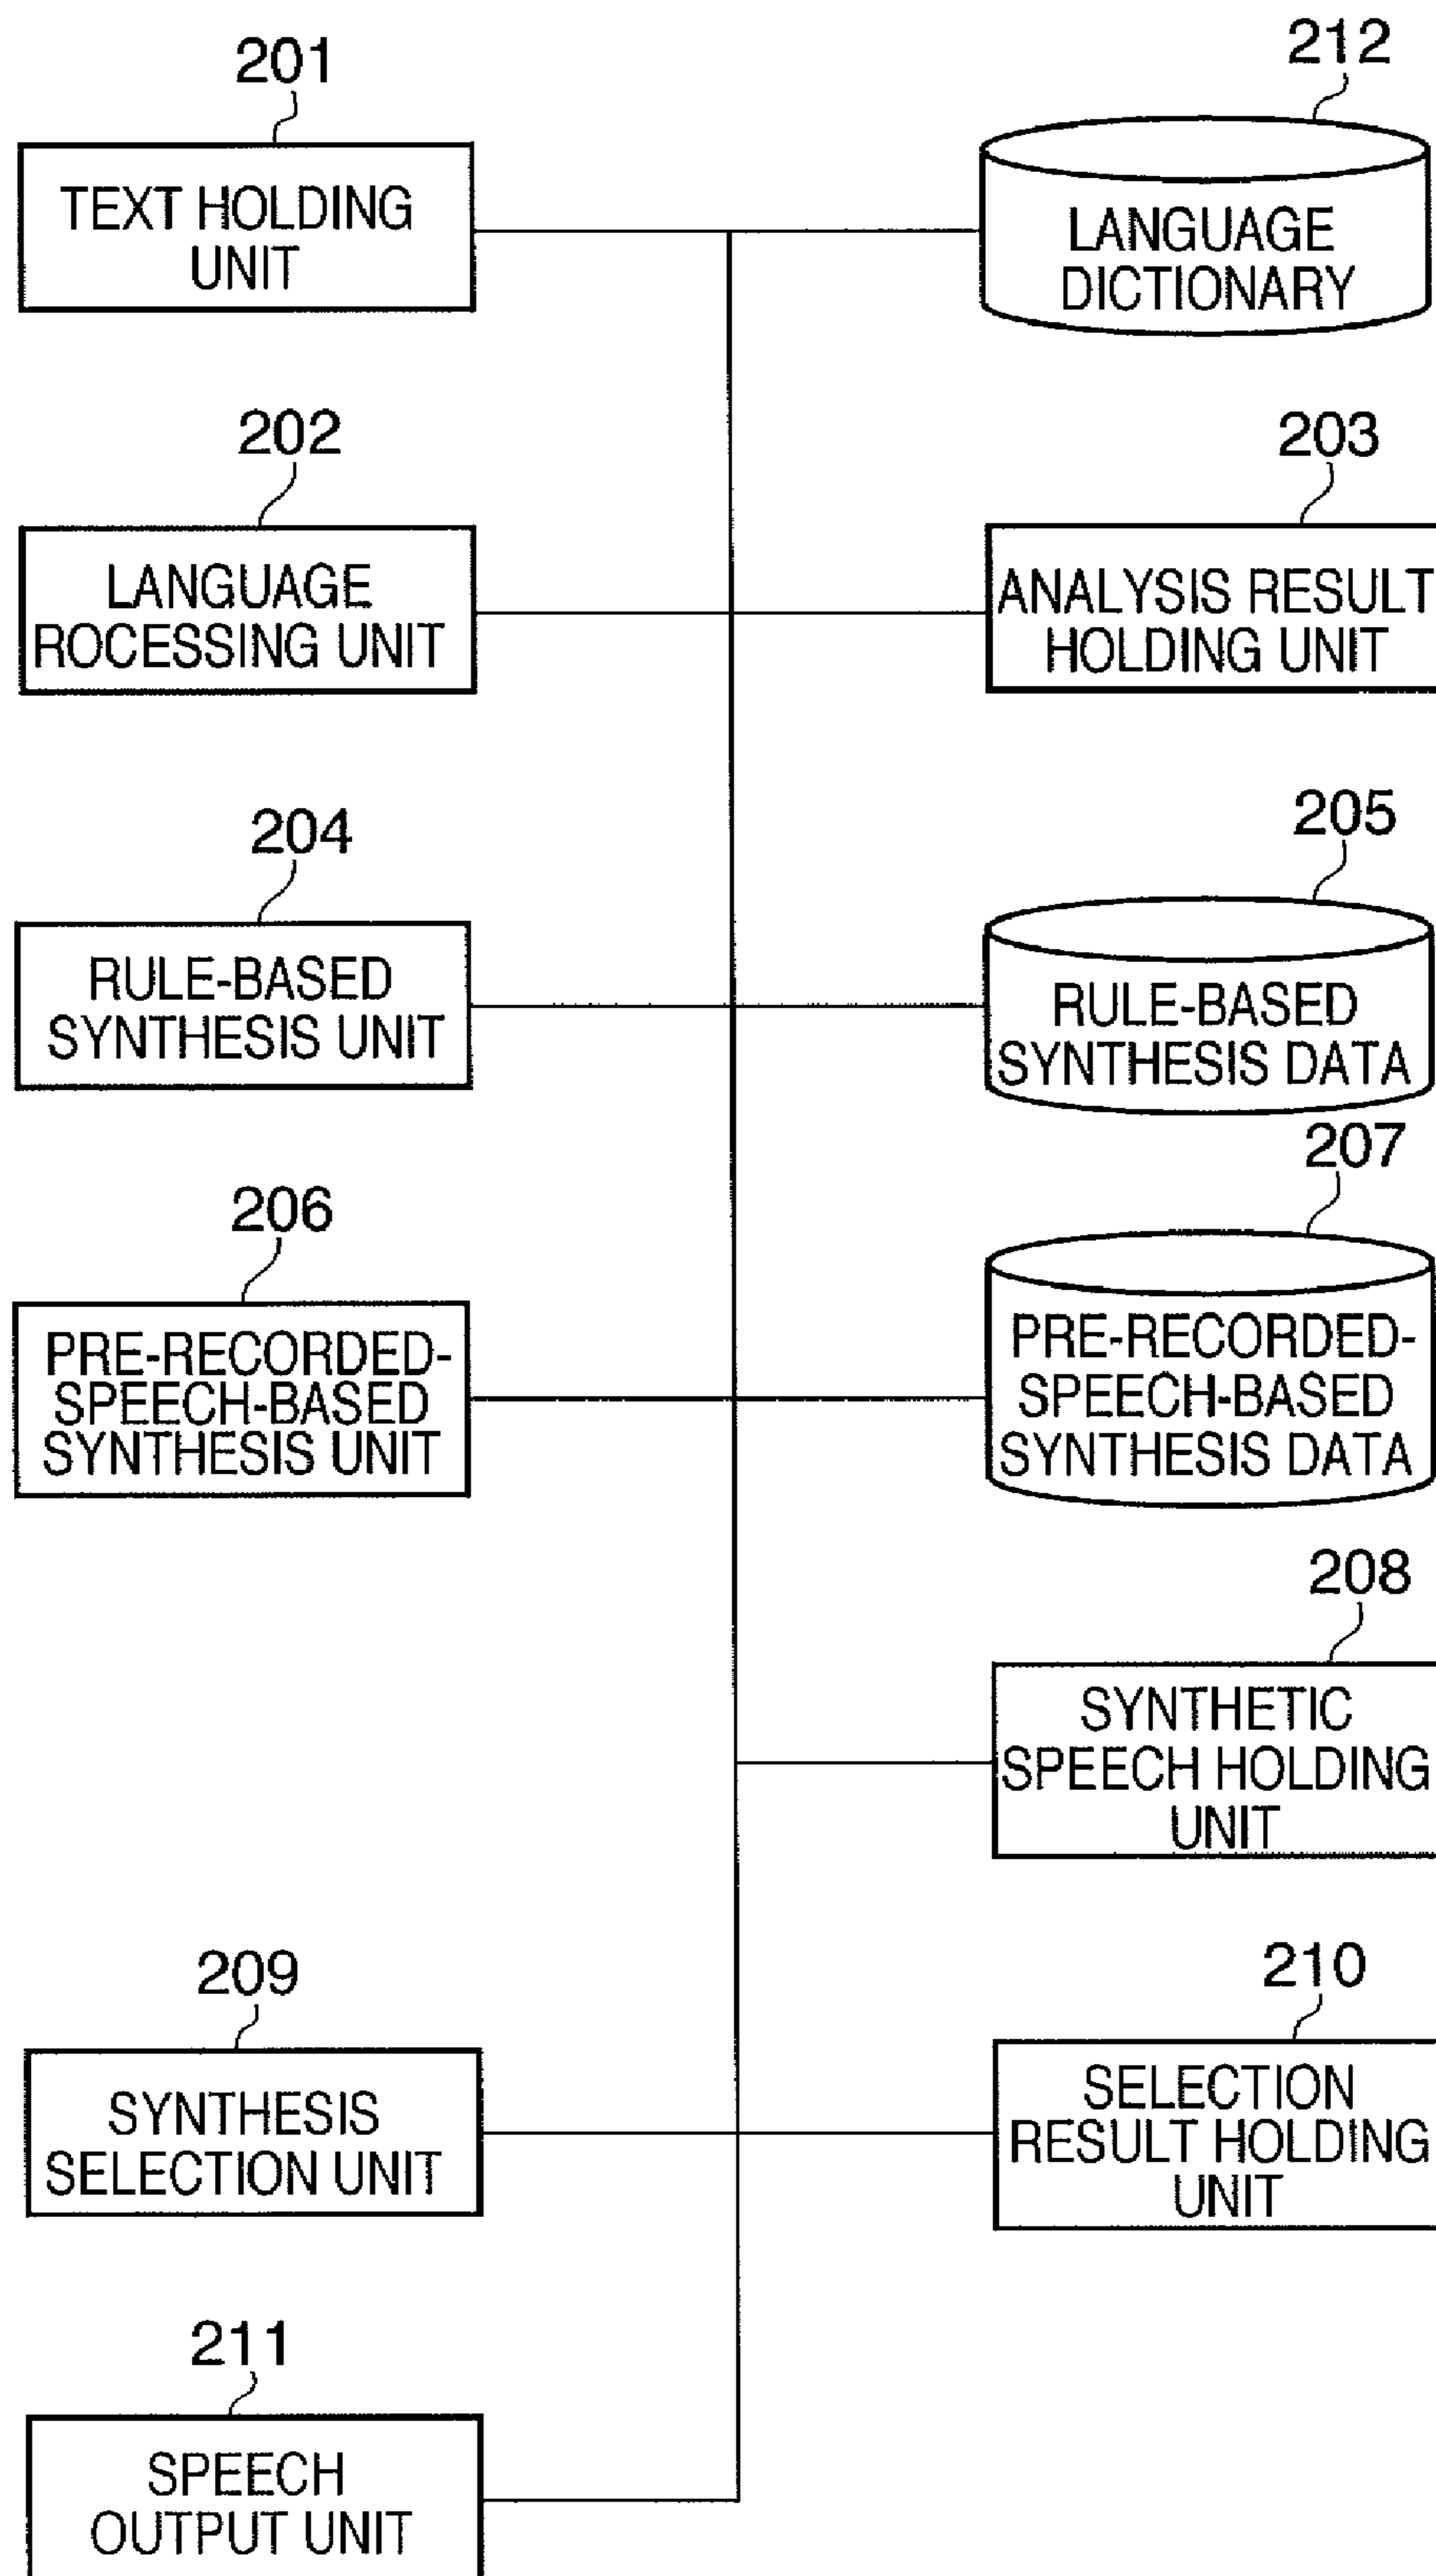 201
TEXT HOLDING
UNIT
212
LANGUAGE
DICTIONARY
202
LANGUAGE
ROCESSING UNIT
203
ANALYSIS RESULT
HOLDING UNIT
204
RULE-BASED
SYNTHESIS UNIT
205
RULE-BASED
SYNTHESIS DATA
206
PRE-RECORDED-
SPEECH-BASED
SYNTHESIS UNIT
207
PRE-RECORDED-
SPEECH-BASED
SYNTHESIS DATA
208
SYNTHETIC
SPEECH HOLDING
UNIT
209
SYNTHESIS
SELECTION UNIT
210
SELECTION
RESULT HOLDING
UNIT
211
SPEECH
OUTPUT UNIT